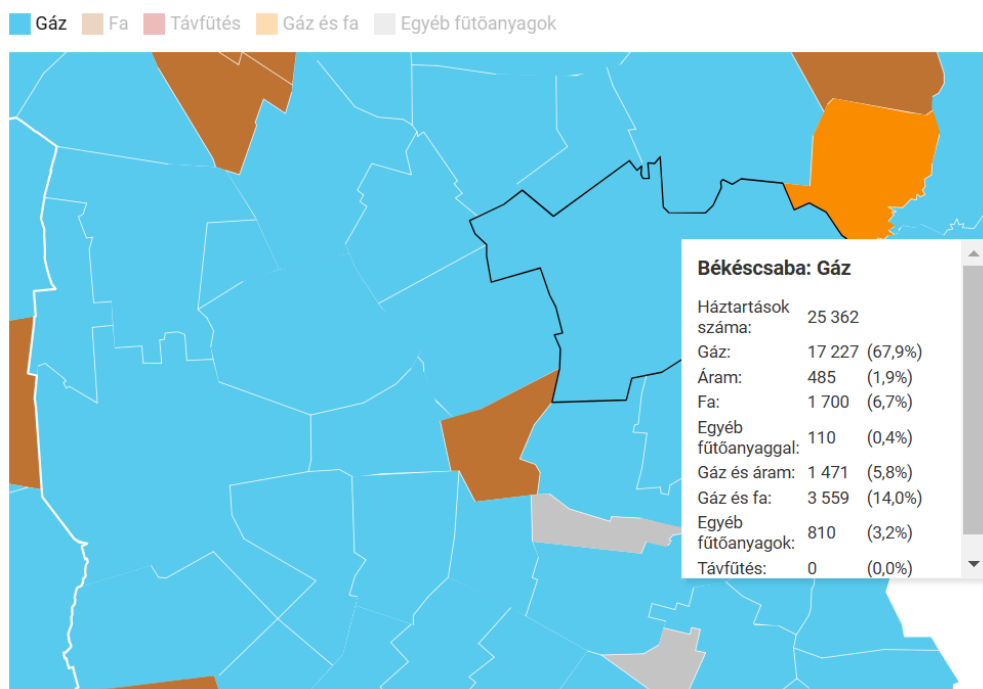 Gáz Fa Távfűtés Gáz és fa Egyéb fűtőanyagok
Békéscsaba: Gáz
Háztartások
száma: 25 362
Gáz: 17 227 (67,9%)
Áram: 485 (1,9%)
Fa: 1 700 (6,7%)
Egyéb
fűtőanyaggal: 110 (0,4%)
Gáz és áram: 1 471 (5,8%)
Gáz és fa: 3 559 (14,0%)
Egyéb
fűtőanyagok: 810 (3,2%)
Távfűtés: 0 (0,0%)